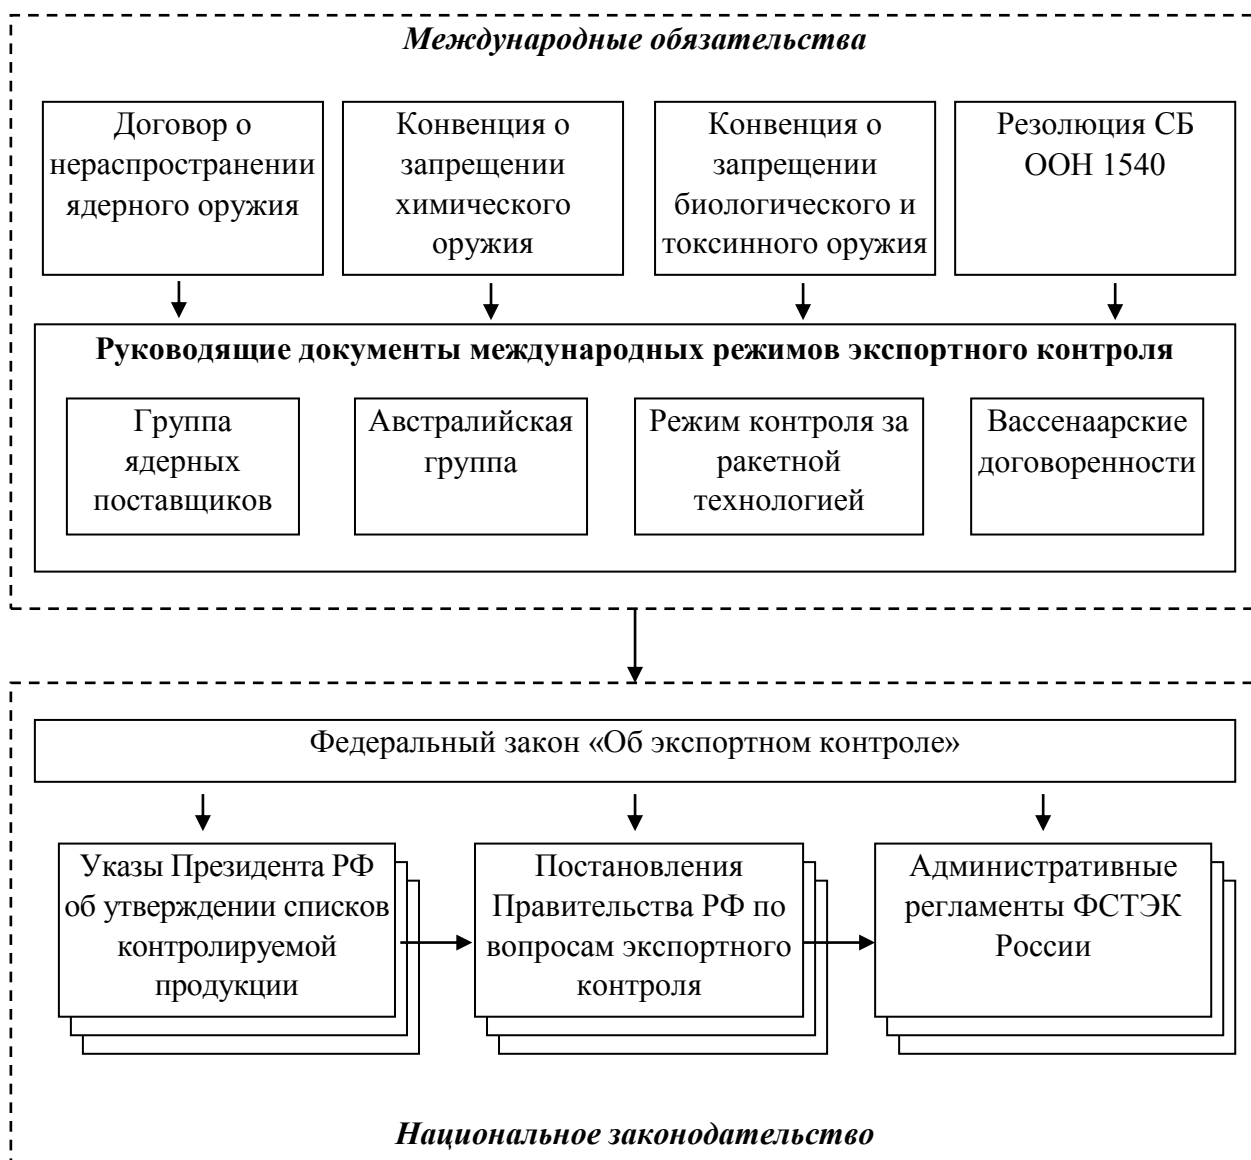 Международные обязательства
Договор о
нераспространении
ядерного оружия
Конвенция о
запрещении
химического
оружия
Конвенция о
запрещении
биологического и
токсинного оружия
Резолюция СБ
ООН 1540
Руководящие документы международных режимов экспортного контроля
Группа
ядерных
поставщиков
Австралийская
группа
Режим контроля за
ракетной
технологией
Вассенаарские
договоренности
Федеральный закон «Об экспортном контроле»
Указы Президента РФ
об утверждении списков
контролируемой
продукции
Постановления
Правительства РФ по
вопросам экспортного
контроля
Административные
регламенты ФСТЭК
России
Национальное законодательство